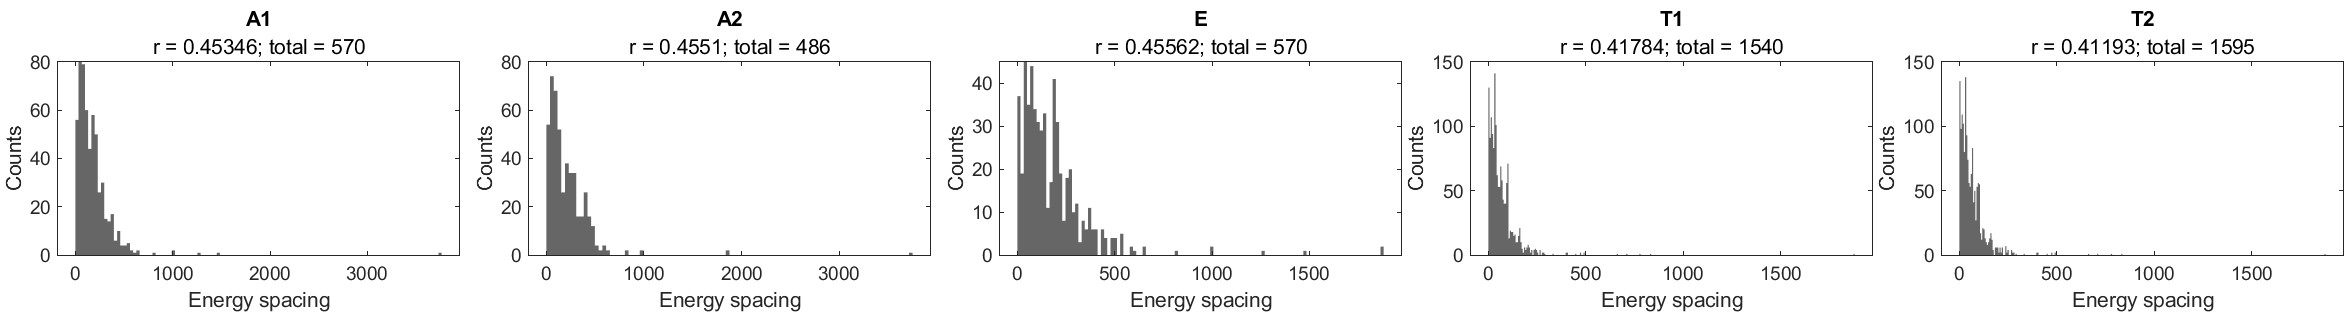 A1
r = 0.45346; total = 570
80
60
40
20
0
Counts
0 1000 2000 3000
Energy spacing
A2
r = 0.4551; total = 486
80
60
40
20
0
Counts
0 1000 2000 3000
Energy spacing
E
r = 0.45562; total = 570
40
30
20
10
0
Counts
0 500 1000 1500
Energy spacing
T1
r = 0.41784; total = 1540
150
100
50
0
Counts
0 500 1000 1500
Energy spacing
T2
r = 0.41193; total = 1595
150
100
50
0
Counts
0 500 1000 1500
Energy spacing